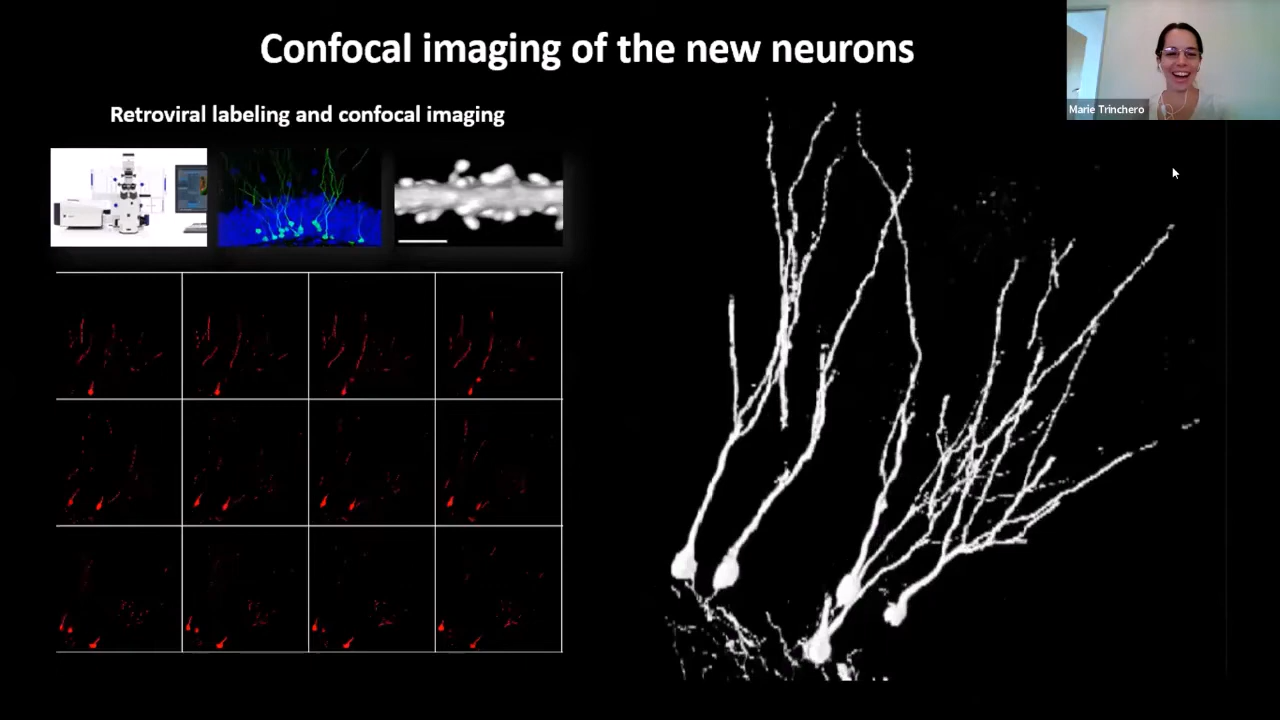 Confocal imaging of the new neurons
Retroviral labeling and confocal imaging
Marie Trinchero